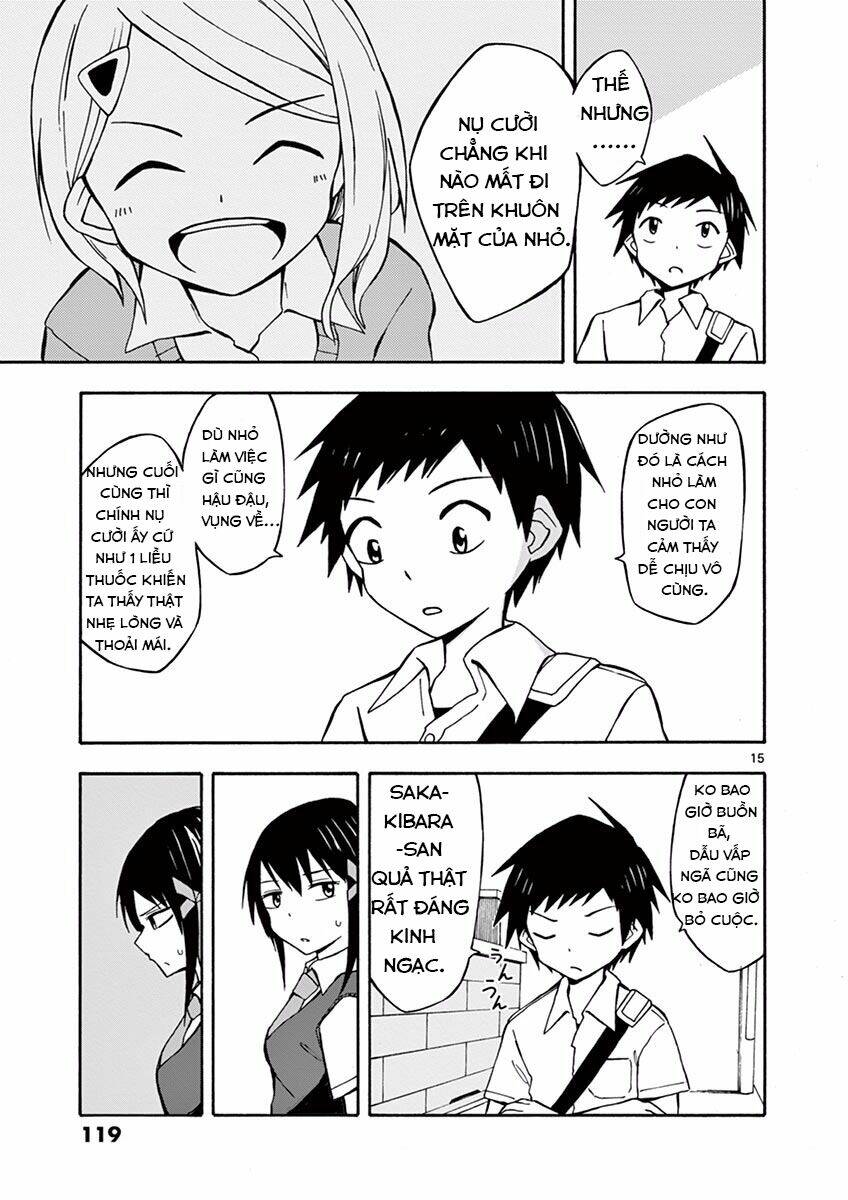 THẾ
NHƯNG
......
NỤ CƯỜI
CHẲNG KHI
NÀO MẤT ĐI
TRÊN KHUÔN
MẶT CỦA NHỎ.
DƯỜNG NHƯ
ĐÓ LÀ CÁCH
NHỎ LÀM
CHO CON
NGƯỜI TA
CẢM THẤY
DỄ CHỊU VÔ
CÙNG.
DÙ NHỎ
LÀM VIỆC
GÌ CŨNG
HẬU ĐẬU,
VỤNG VỀ...
NHƯNG CUỐI
CÙNG THÌ
CHÍNH NỤ
CƯỜI ẤY CỨ
NHƯ 1 LIỀU
THUỐC KHIẾN
TA THẤY THẬT
NHẸ LÒNG VÀ
THOẢI MÁI.
15
KO BAO
GIỜ BUỒN
BÃ,
DẪU VẤP
NGÃ CŨNG
KO BAO GIỜ
BỎ CUỘC.
SAKA-
KIBARA
-SAN
QUẢ THẬT
RẤT ĐÁNG
KINH
NGẠC.
うん
うん
119